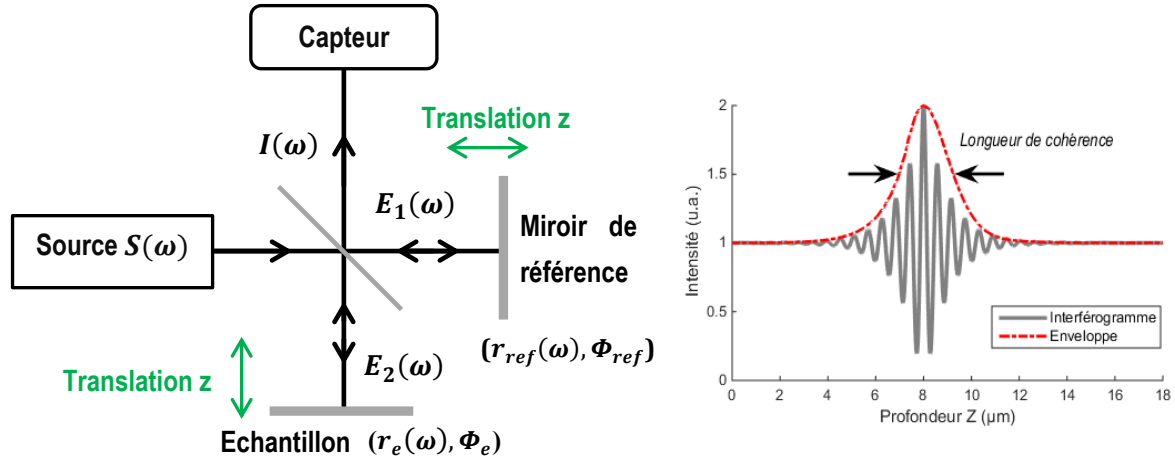 Capteur
Translation z
I(ω)
E₁(ω)
Source S(ω)
Miroir de
référence
(r_ref(ω), Φ_ref)
E₂(ω)
Translation z
Echantillon (r_e(ω), Φ_e)
2
Longueur de cohèrence
1.5
Intensité (u.a.)
1
0.5
Interférogramme
Enveloppe
0
0 2 4 6 8 10 12 14 16 18
Profondeur Z (μm)